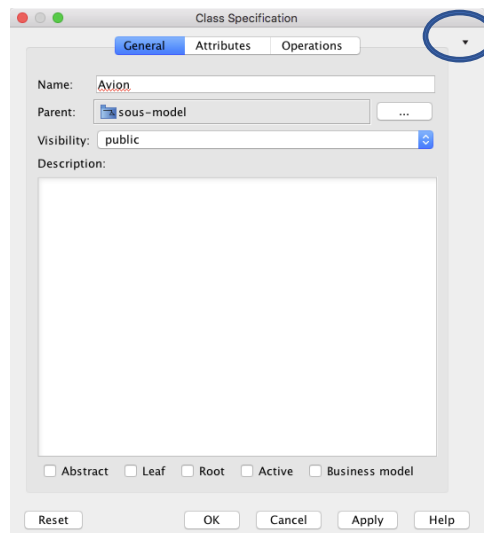 Class Specification
General Attributes Operations
Name: Avion
Parent: sous-model ...
Visibility: public
Description:
Abstract Leaf Root Active Business model
Reset OK Cancel Apply Help